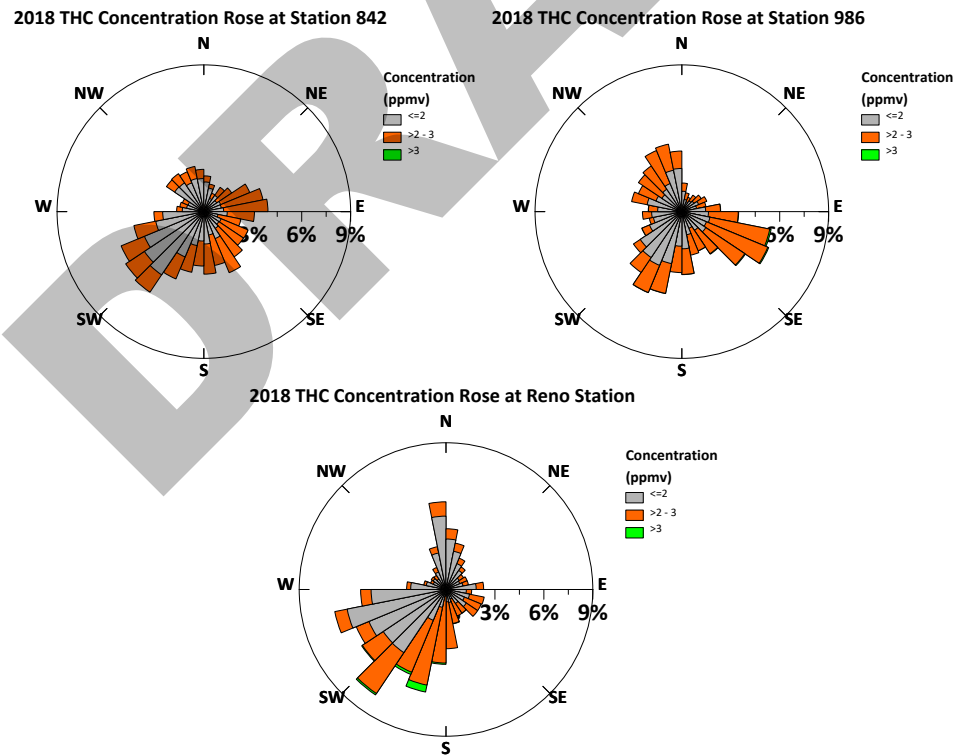 2018 THC Concentration Rose at Station 842
N
NW
NE
W
E
3%
6%
9%
SW
SE
S
Concentration
(ppmv)
<=2
>2 - 3
>3
2018 THC Concentration Rose at Station 986
N
NW
NE
W
E
6%
9%
SW
SE
S
Concentration
(ppmv)
<=2
>2 - 3
>3
2018 THC Concentration Rose at Reno Station
N
NW
NE
W
E
3%
6%
9%
SW
SE
S
Concentration
(ppmv)
<=2
>2 - 3
>3
DRA